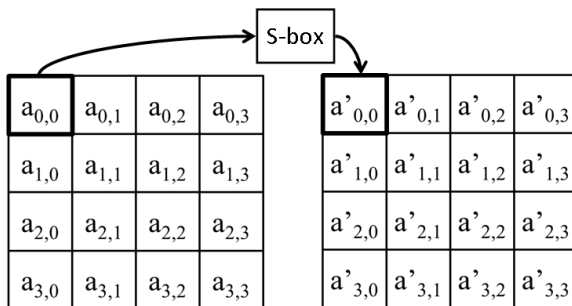 S-box
a0,0 a0,1 a0,2 a0,3 a'0,0 a'0,1 a'0,2 a'0,3
a1,0 a1,1 a1,2 a1,3 a'1,0 a'1,1 a'1,2 a'1,3
a2,0 a2,1 a2,2 a2,3 a'2,0 a'2,1 a'2,2 a'2,3
a3,0 a3,1 a3,2 a3,3 a'3,0 a'3,1 a'3,2 a'3,3